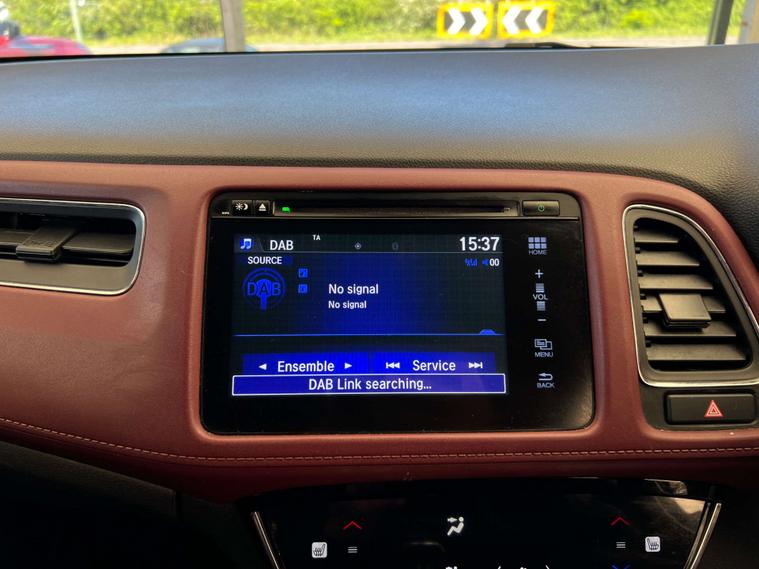 DAB
TA
15:37
SOURCE
00
DAB
No signal
No signal
Ensemble
Service
DAB Link searching...
HOME
+
VOL
−
MENU
BACK